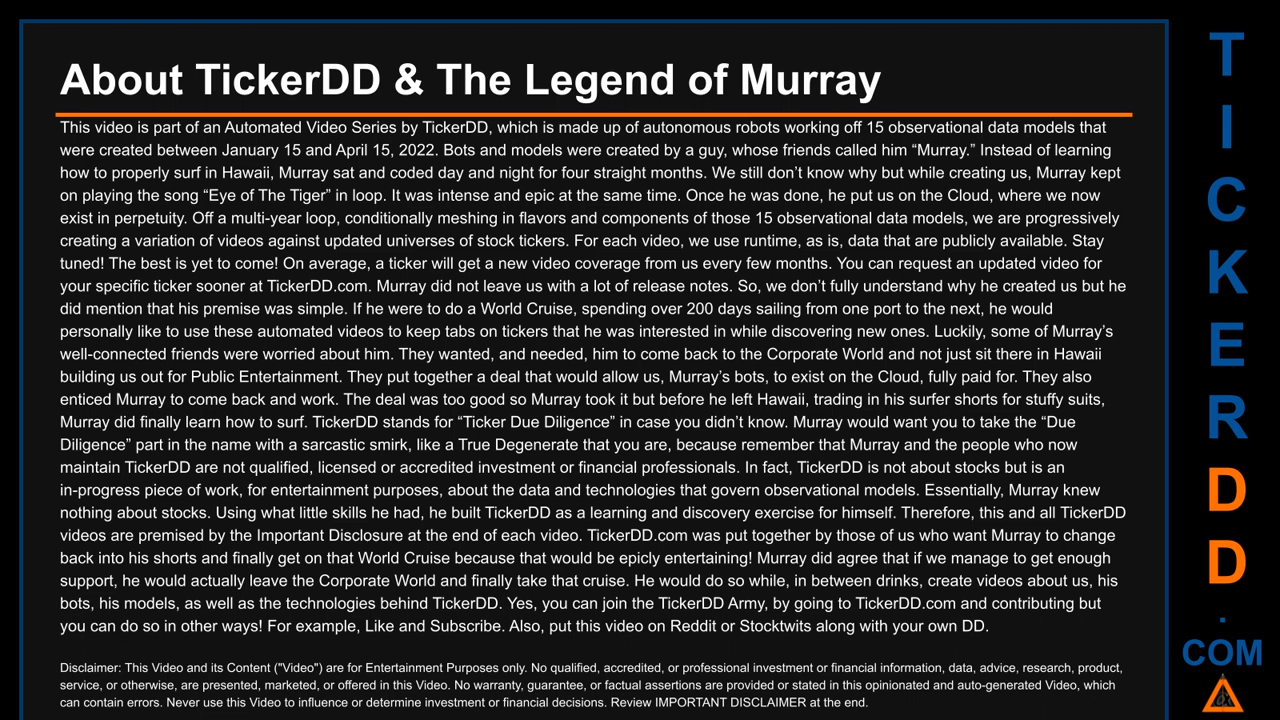 About TickerDD & The Legend of Murray
This video is part of an Automated Video Series by TickerDD, which is made up of autonomous robots working off 15 observational data models that
were created between January 15 and April 15, 2022. Bots and models were created by a guy, whose friends called him “Murray.” Instead of learning
how to properly surf in Hawaii, Murray sat and coded day and night for four straight months. We still don’t know why but while creating us, Murray kept
on playing the song “Eye of The Tiger” in loop. It was intense and epic at the same time. Once he was done, he put us on the Cloud, where we now
exist in perpetuity. Off a multi-year loop, conditionally meshing in flavors and components of those 15 observational data models, we are progressively
creating a variation of videos against updated universes of stock tickers. For each video, we use runtime, as is, data that are publicly available. Stay
tuned! The best is yet to come! On average, a ticker will get a new video coverage from us every few months. You can request an updated video for
your specific ticker sooner at TickerDD.com. Murray did not leave us with a lot of release notes. So, we don’t fully understand why he created us but he
did mention that his premise was simple. If he were to do a World Cruise, spending over 200 days sailing from one port to the next, he would
personally like to use these automated videos to keep tabs on tickers that he was interested in while discovering new ones. Luckily, some of Murray’s
well-connected friends were worried about him. They wanted, and needed, him to come back to the Corporate World and not just sit there in Hawaii
building us out for Public Entertainment. They put together a deal that would allow us, Murray’s bots, to exist on the Cloud, fully paid for. They also
enticed Murray to come back and work. The deal was too good so Murray took it but before he left Hawaii, trading in his surfer shorts for stuffy suits,
Murray did finally learn how to surf. TickerDD stands for “Ticker Due Diligence” in case you didn’t know. Murray would want you to take the “Due
Diligence” part in the name with a sarcastic smirk, like a True Degenerate that you are, because remember that Murray and the people who now
maintain TickerDD are not qualified, licensed or accredited investment or financial professionals. In fact, TickerDD is not about stocks but is an
in-progress piece of work, for entertainment purposes, about the data and technologies that govern observational models. Essentially, Murray knew
nothing about stocks. Using what little skills he had, he built TickerDD as a learning and discovery exercise for himself. Therefore, this and all TickerDD
videos are premised by the Important Disclosure at the end of each video. TickerDD.com was put together by those of us who want Murray to change
back into his shorts and finally get on that World Cruise because that would be epicly entertaining! Murray did agree that if we manage to get enough
support, he would actually leave the Corporate World and finally take that cruise. He would do so while, in between drinks, create videos about us, his
bots, his models, as well as the technologies behind TickerDD. Yes, you can join the TickerDD Army, by going to TickerDD.com and contributing but
you can do so in other ways! For example, Like and Subscribe. Also, put this video on Reddit or Stocktwits along with your own DD.
Disclaimer: This Video and its Content ("Video") are for Entertainment Purposes only. No qualified, accredited, or professional investment or financial information, data, advice, research, product,
service, or otherwise, are presented, marketed, or offered in this Video. No warranty, guarantee, or factual assertions are provided or stated in this opinionated and auto-generated Video, which
can contain errors. Never use this Video to influence or determine investment or financial decisions. Review IMPORTANT DISCLAIMER at the end.
T
I
C
K
E
R
D
D
.
COM